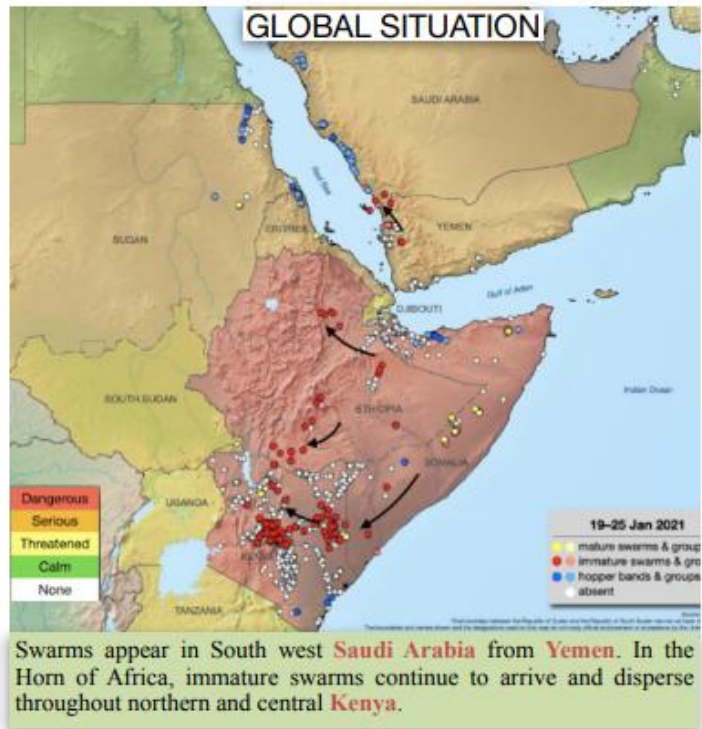 GLOBAL SITUATION
SAUDI ARABIA
Red Sea
SUDAN
ERITREA
YEMEN
Gulf of Aden
DJIBOUTI
Indian Ocean
SOUTH SUDAN
ETHIOPIA
SOMALIA
UGANDA
KENYA
TANZANIA
Dangerous
Serious
Threatened
Calm
None
19–25 Jan 2021
mature swarms & group
immature swarms & gro
hopper bands & groups
absent
Swarms appear in South west Saudi Arabia from Yemen. In the
Horn of Africa, immature swarms continue to arrive and disperse
throughout northern and central Kenya.